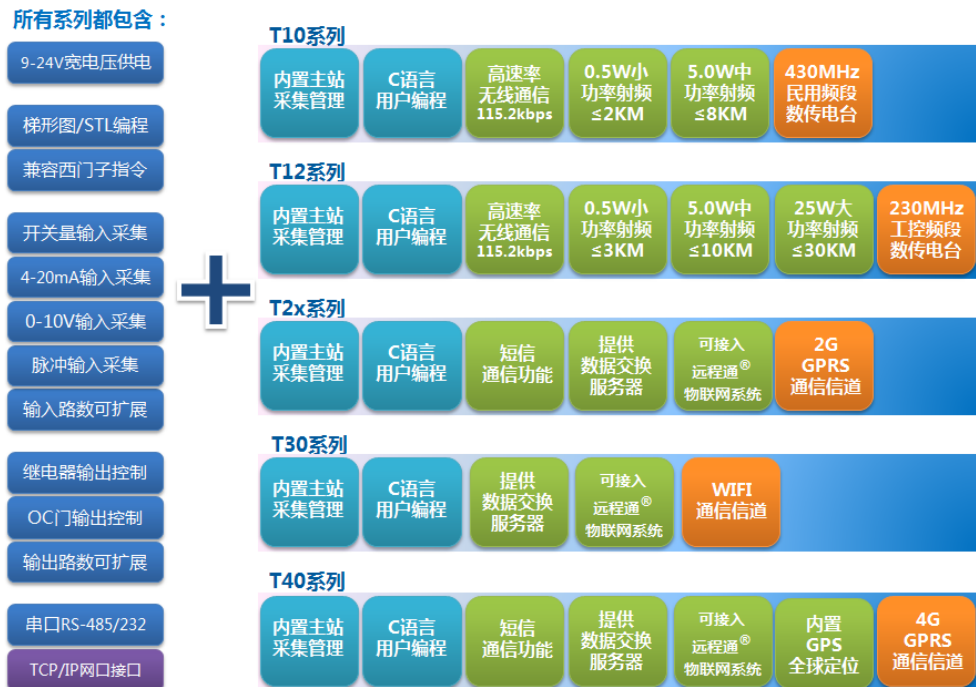 所有系列都包含：
9-24V宽电压供电
梯形图/STL编程
兼容西门子指令
开关量输入采集
4-20mA输入采集
0-10V输入采集
脉冲输入采集
输入路数可扩展
继电器输出控制
OC门输出控制
输出路数可扩展
串口RS-485/232
TCP/IP网口接口
T10系列
内置主站
采集管理
C语言
用户编程
高速率
无线通信
115.2kbps
0.5W小
功率射频
≤2KM
5.0W中
功率射频
≤8KM
430MHz
民用频段
数传电台
T12系列
内置主站
采集管理
C语言
用户编程
高速率
无线通信
115.2kbps
0.5W小
功率射频
≤3KM
5.0W中
功率射频
≤10KM
25W大
功率射频
≤30KM
230MHz
工控频段
数传电台
T2x系列
内置主站
采集管理
C语言
用户编程
短信
通信功能
提供
数据交换
服务器
可接入
远程通®
物联网系统
2G
GPRS
通信信道
T30系列
内置主站
采集管理
C语言
用户编程
提供
数据交换
服务器
可接入
远程通®
物联网系统
WIFI
通信信道
T40系列
内置主站
采集管理
C语言
用户编程
短信
通信功能
提供
数据交换
服务器
可接入
远程通®
物联网系统
内置
GPS
全球定位
4G
GPRS
通信信道